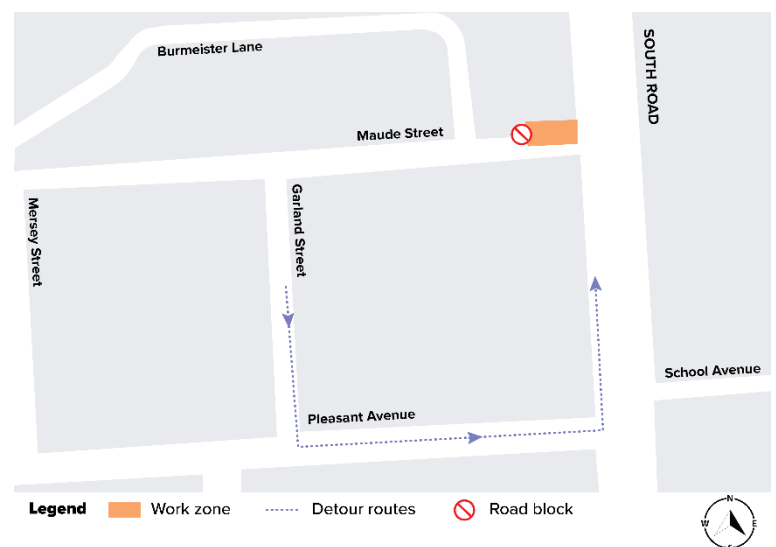 Burmeister Lane
SOUTH ROAD
Maude Street
Mersey Street
Garland Street
School Avenue
Pleasant Avenue
Legend Work zone Detour routes Road block
N
W E